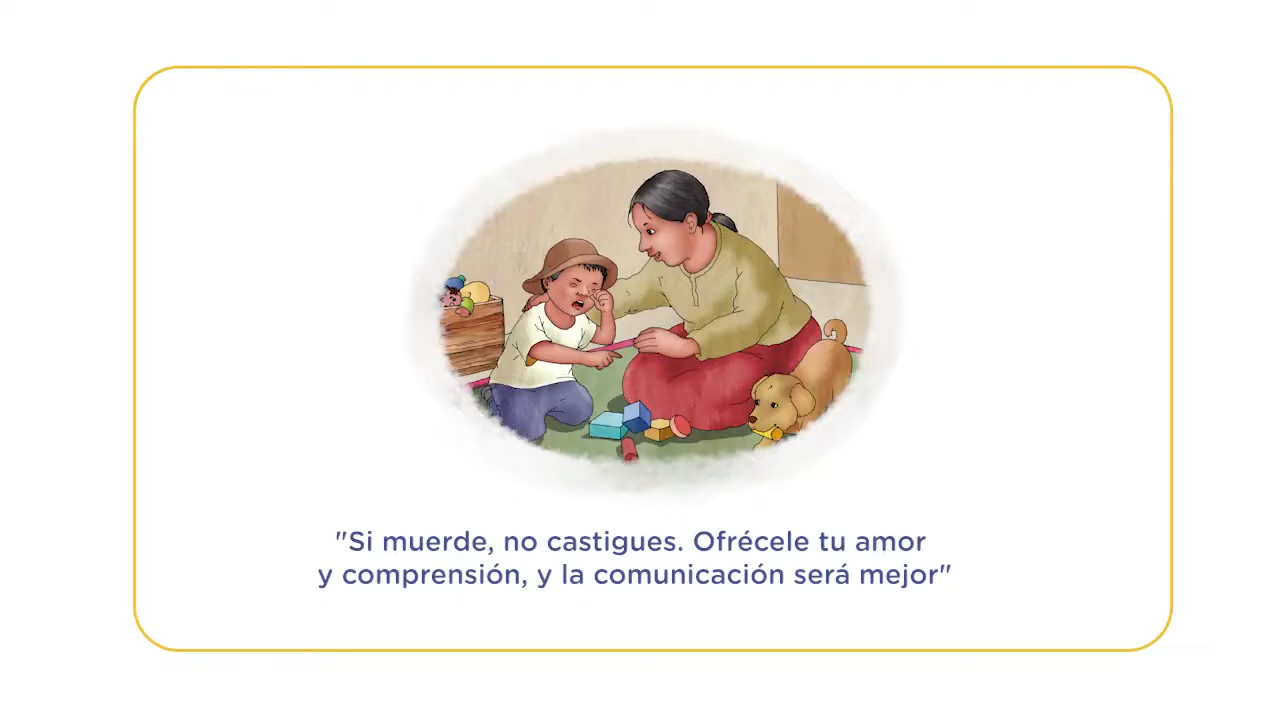 "Si muerde, no castigues. Ofrécele tu amor
y comprensión, y la comunicación será mejor"